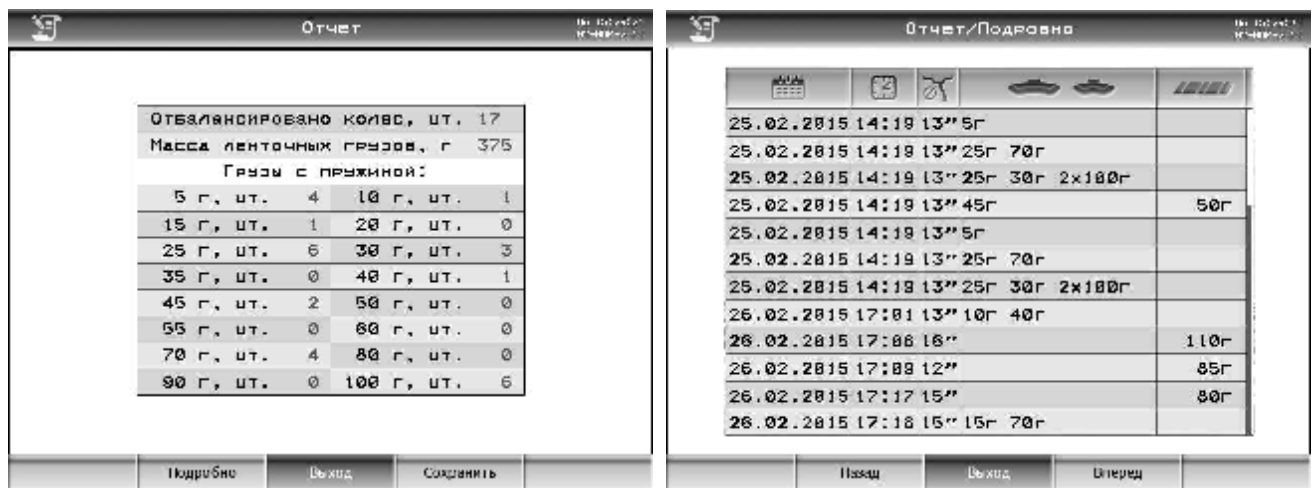 Отчет
Отбалансировано колес, шт. 17
Масса ленточных грузов, г 375
Грузы с пружиной:
5 г, шт. 4 10 г, шт. 1
15 г, шт. 1 20 г, шт. 0
25 г, шт. 6 30 г, шт. 3
35 г, шт. 0 40 г, шт. 1
45 г, шт. 2 50 г, шт. 0
55 г, шт. 0 60 г, шт. 0
70 г, шт. 4 80 г, шт. 0
90 г, шт. 0 100 г, шт. 6
Подробно Выход Сохранить
Отчет/Подробно
25.02.2015 14:19 13" 5г
25.02.2015 14:19 13" 25г 70г
25.02.2015 14:19 13" 25г 30г 2x100г
25.02.2015 14:19 13" 45г 50г
25.02.2015 14:19 13" 5г
25.02.2015 14:19 13" 25г 70г
25.02.2015 14:19 13" 25г 30г 2x100г
26.02.2015 17:01 13" 10г 40г
26.02.2015 17:06 16" 110г
26.02.2015 17:09 12" 85г
26.02.2015 17:17 15" 80г
26.02.2015 17:18 15" 15г 70г
Назад Выход Вперед